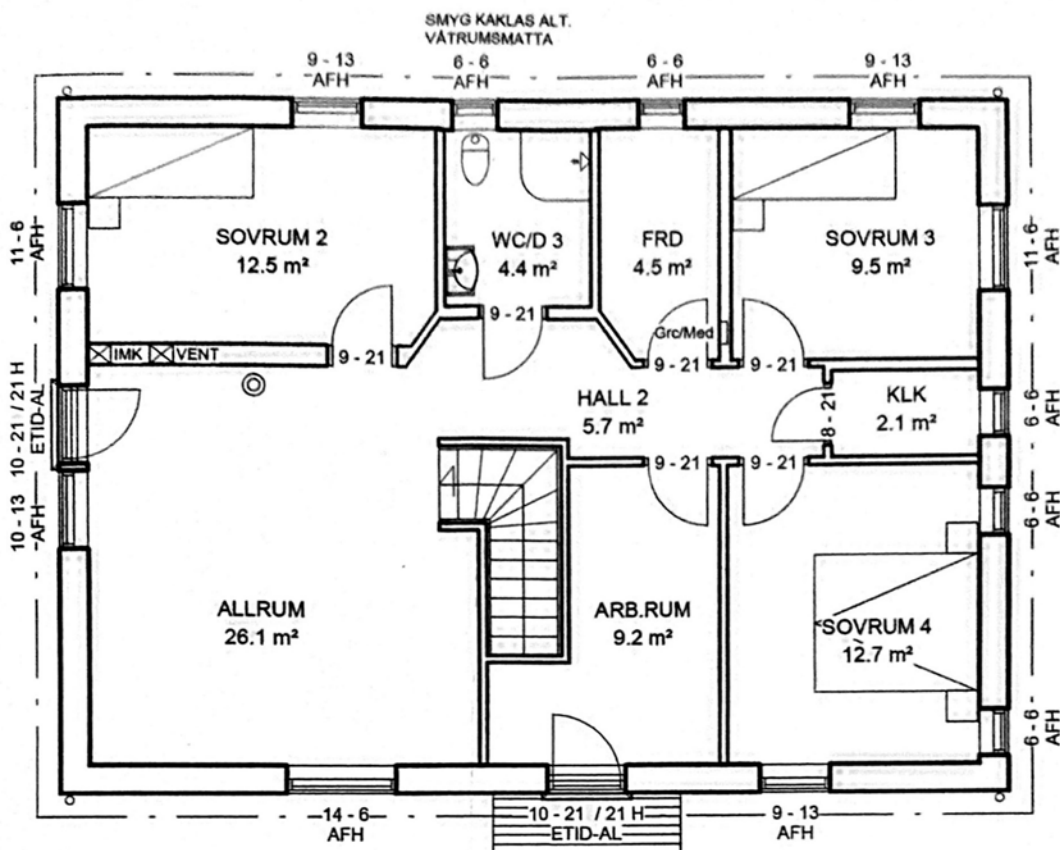 SMYG KAKLAS ALT.
VÅTRUMSMATTA
9 - 13
AFH
6 - 6
AFH
6 - 6
AFH
9 - 13
AFH
11 - 6
AFH
SOVRUM 2
12.5 m²
WC/D 3
4.4 m²
FRD
4.5 m²
SOVRUM 3
9.5 m²
11 - 6
AFH
IMK
VENT
9 - 21
9 - 21
Grc/Med
9 - 21
9 - 21
10 - 21 / 21 H
ETID-AL
HALL 2
5.7 m²
8 - 21
KLK
2.1 m²
6 - 6
AFH
9 - 21
9 - 21
10 - 13
AFH
6 - 6
AFH
ALLRUM
26.1 m²
ARB.RUM
9.2 m²
SOVRUM 4
12.7 m²
6 - 6
AFH
14 - 6
AFH
10 - 21 / 21 H
ETID-AL
9 - 13
AFH